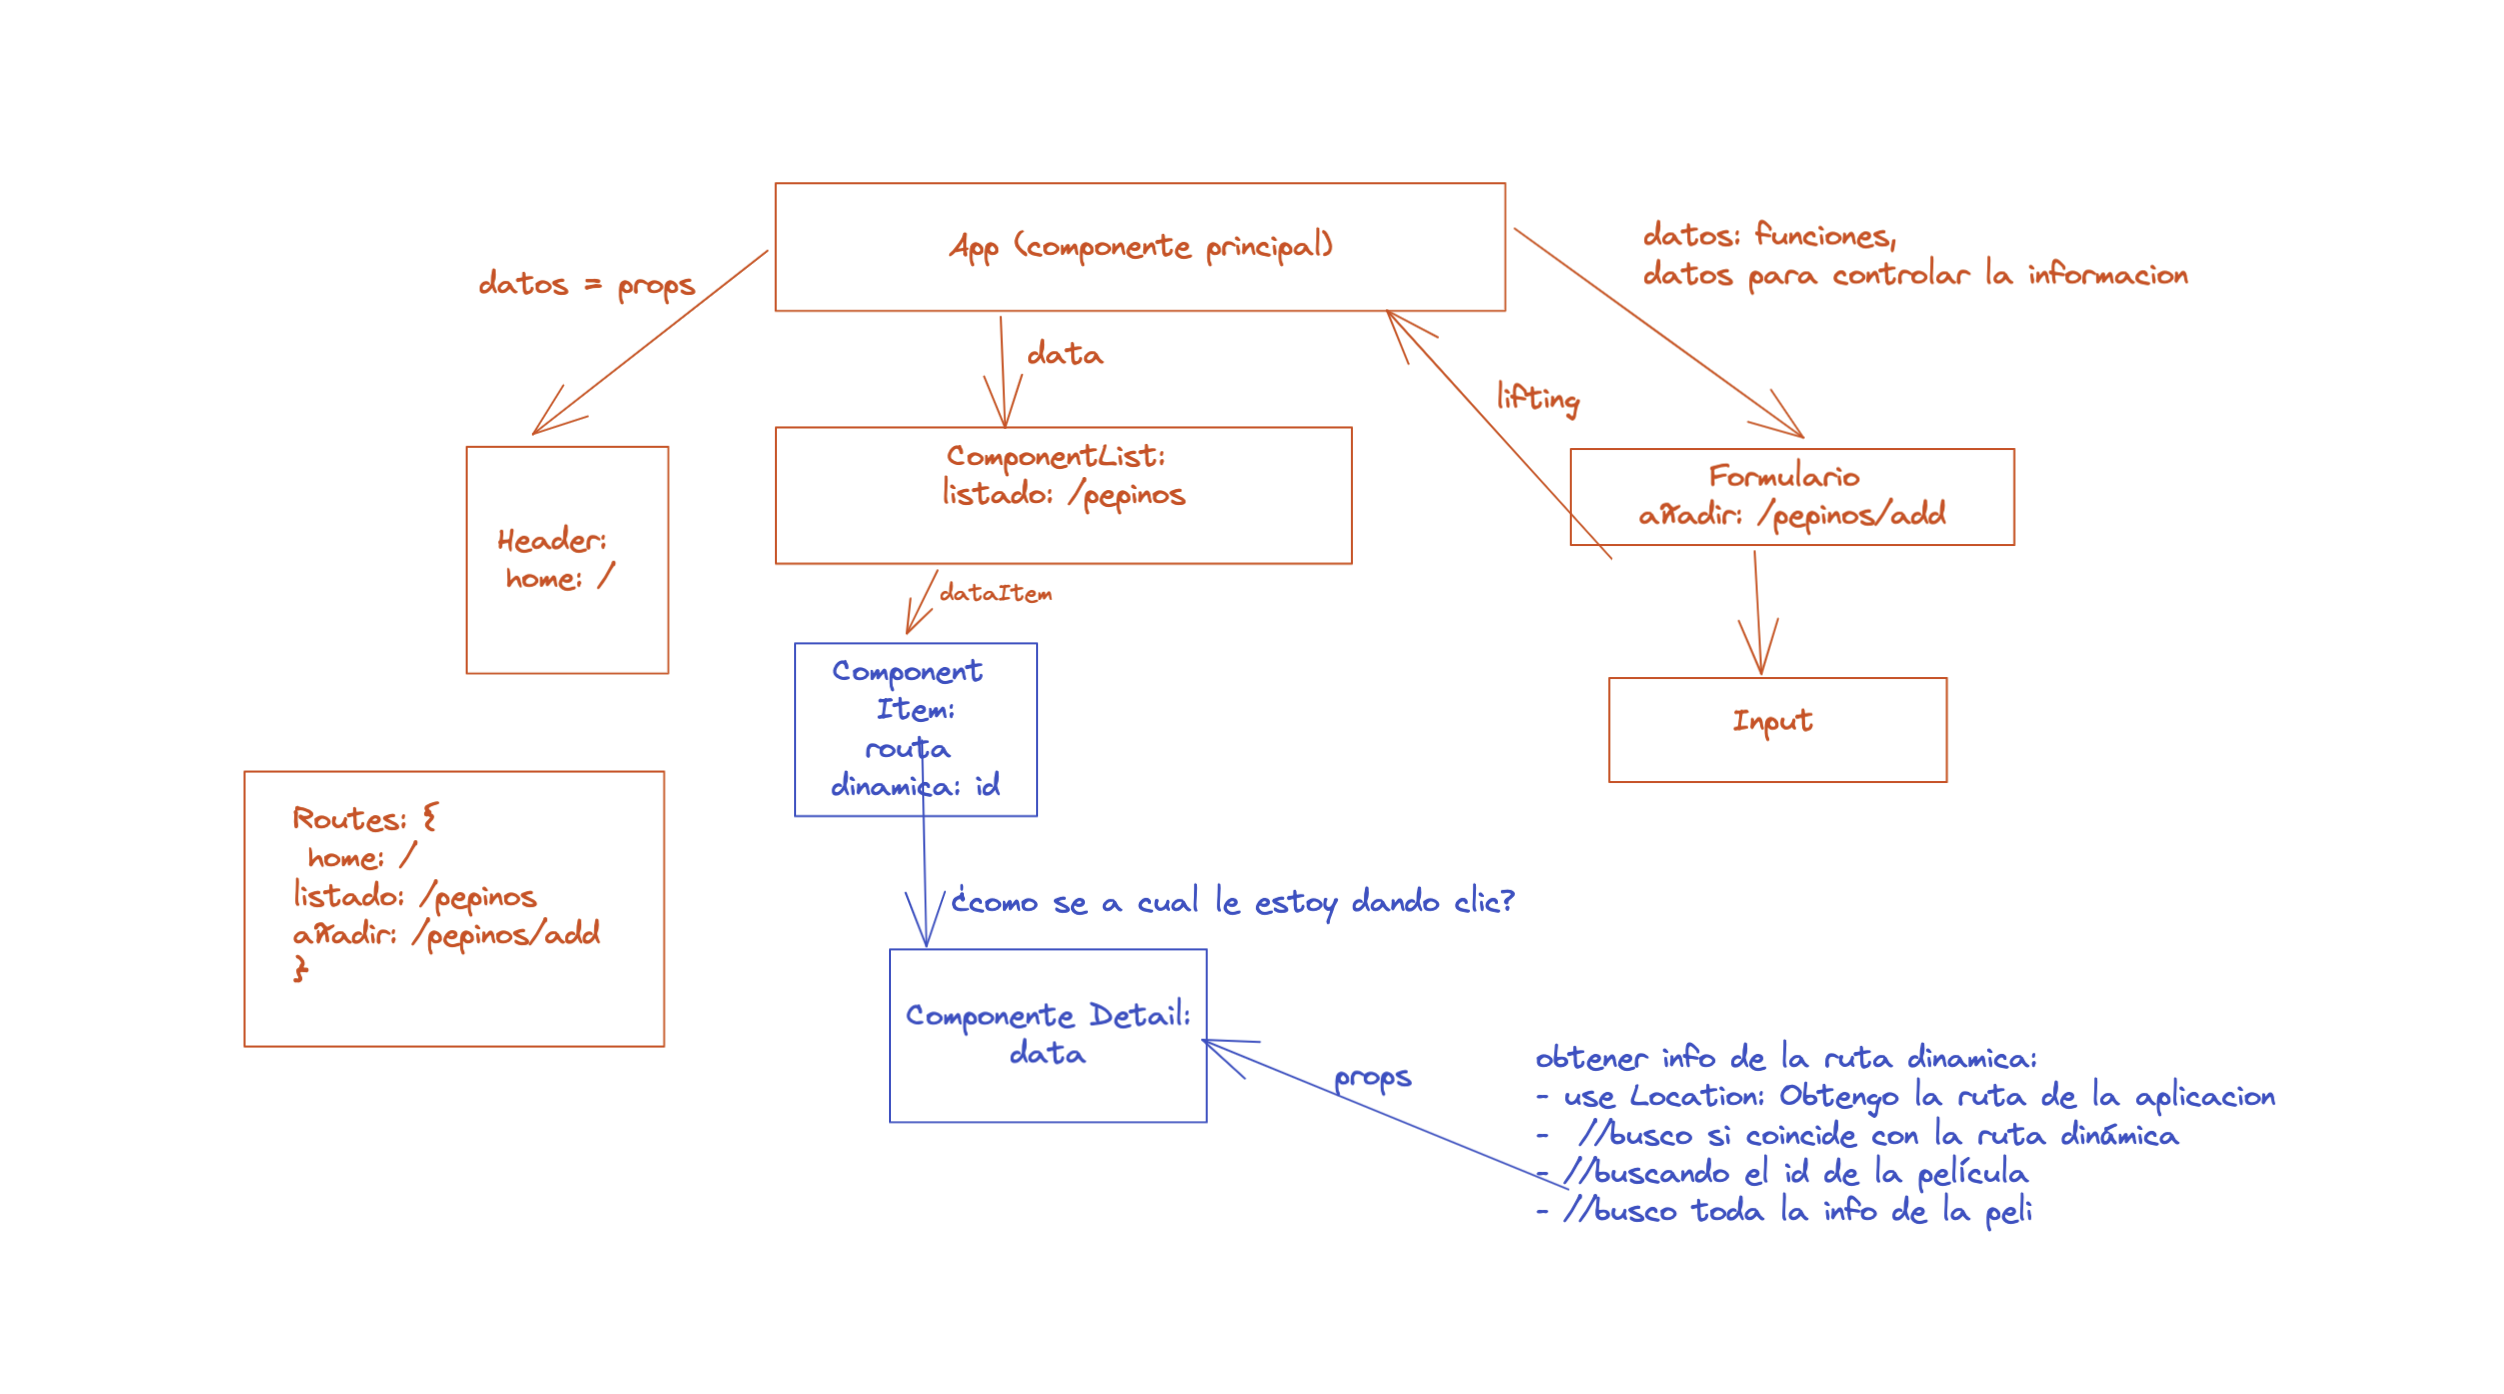 App (componente principal)
datos: funciones,
datos para controlar la informacion
datos = props
data
lifting
ComponentList:
listado: /pepinos
Formulario
añadir: /pepinos/add
Header:
home: /
dataItem
Component
Item:
routa
dinamica: id
Input
Routes: {
home: /
listado: /pepinos
añadir: /pepinos/add
}
¿como se a cual le estoy dando clic?
Componente Detail:
data
props
obtener info de la ruta dinamica:
- use Location: Obtengo la ruta de la aplicacion
- //busco si coincide con la ruta dinámica
- //buscando el id de la película
- //busco toda la info de la peli